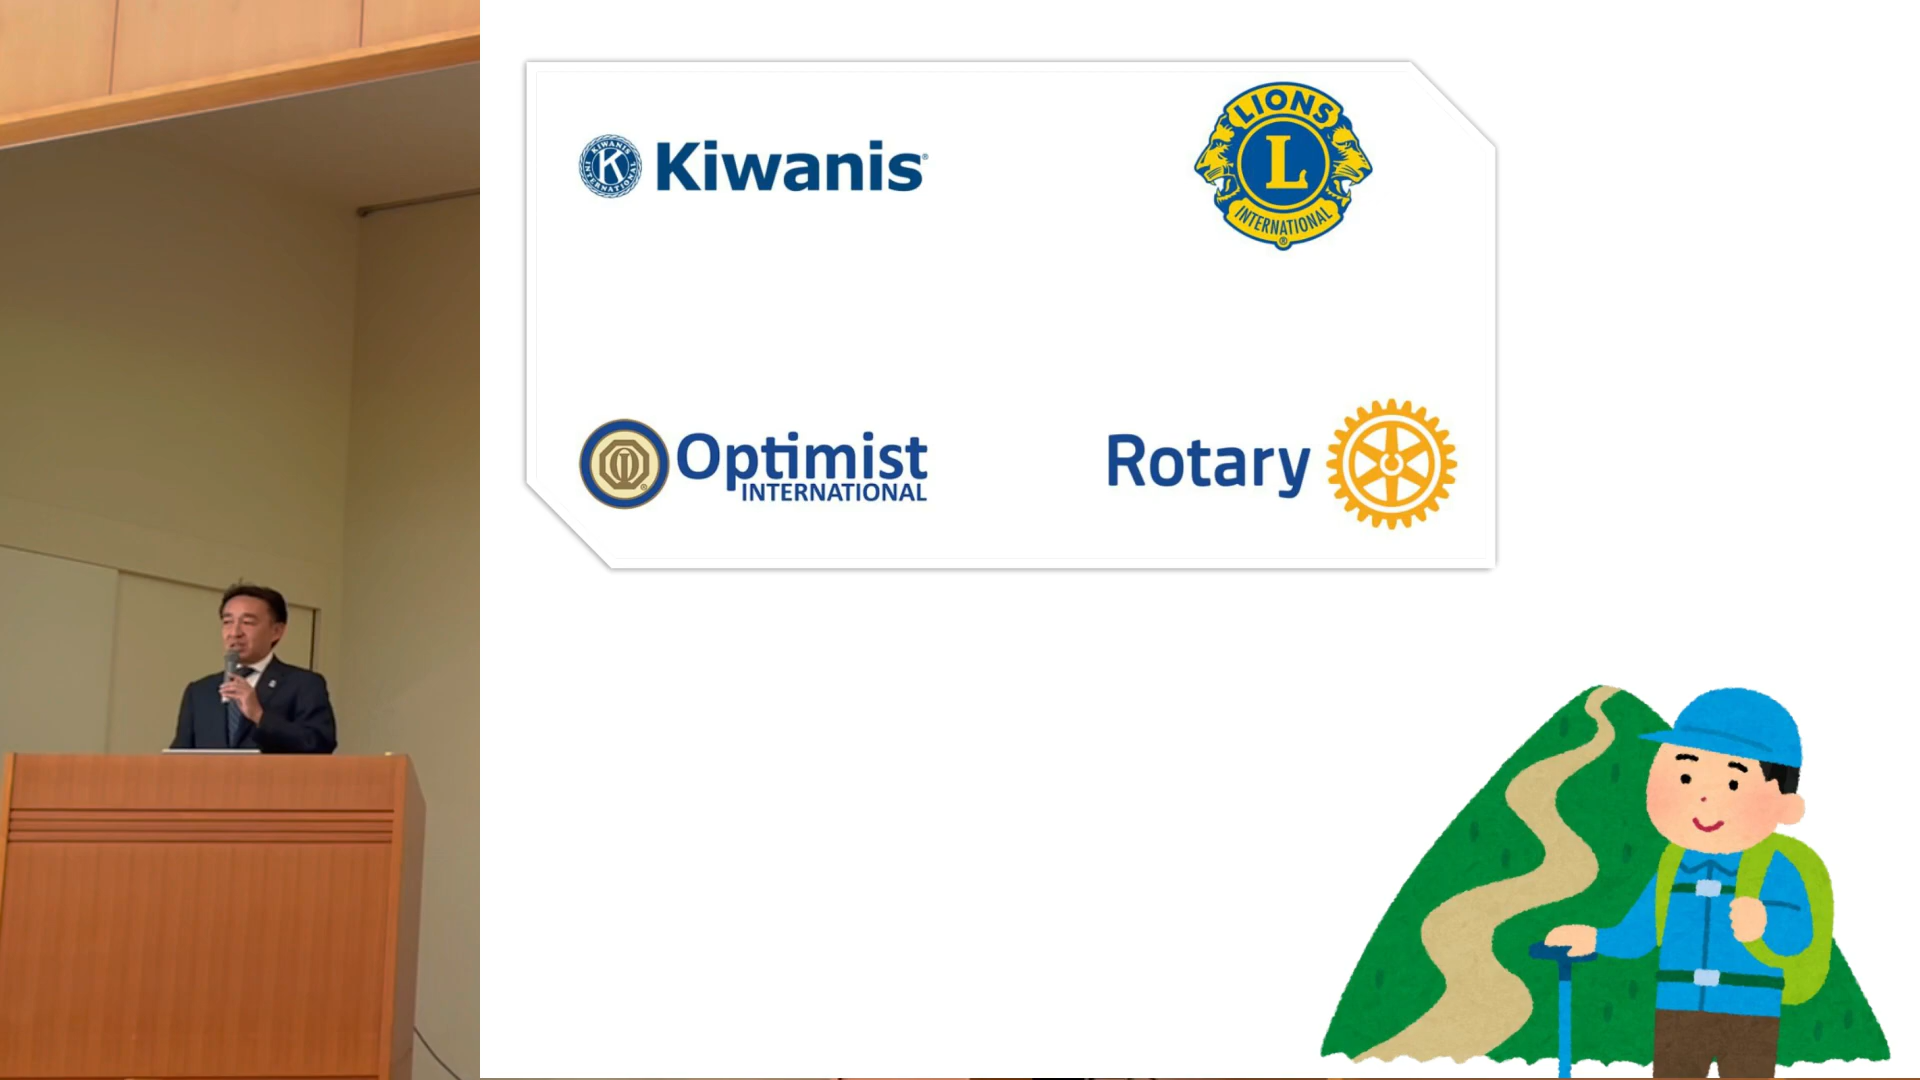 KIWANIS
INTERNATIONAL
K
Kiwanis
LIONS
L
INTERNATIONAL
®
Optimist
INTERNATIONAL
Rotary